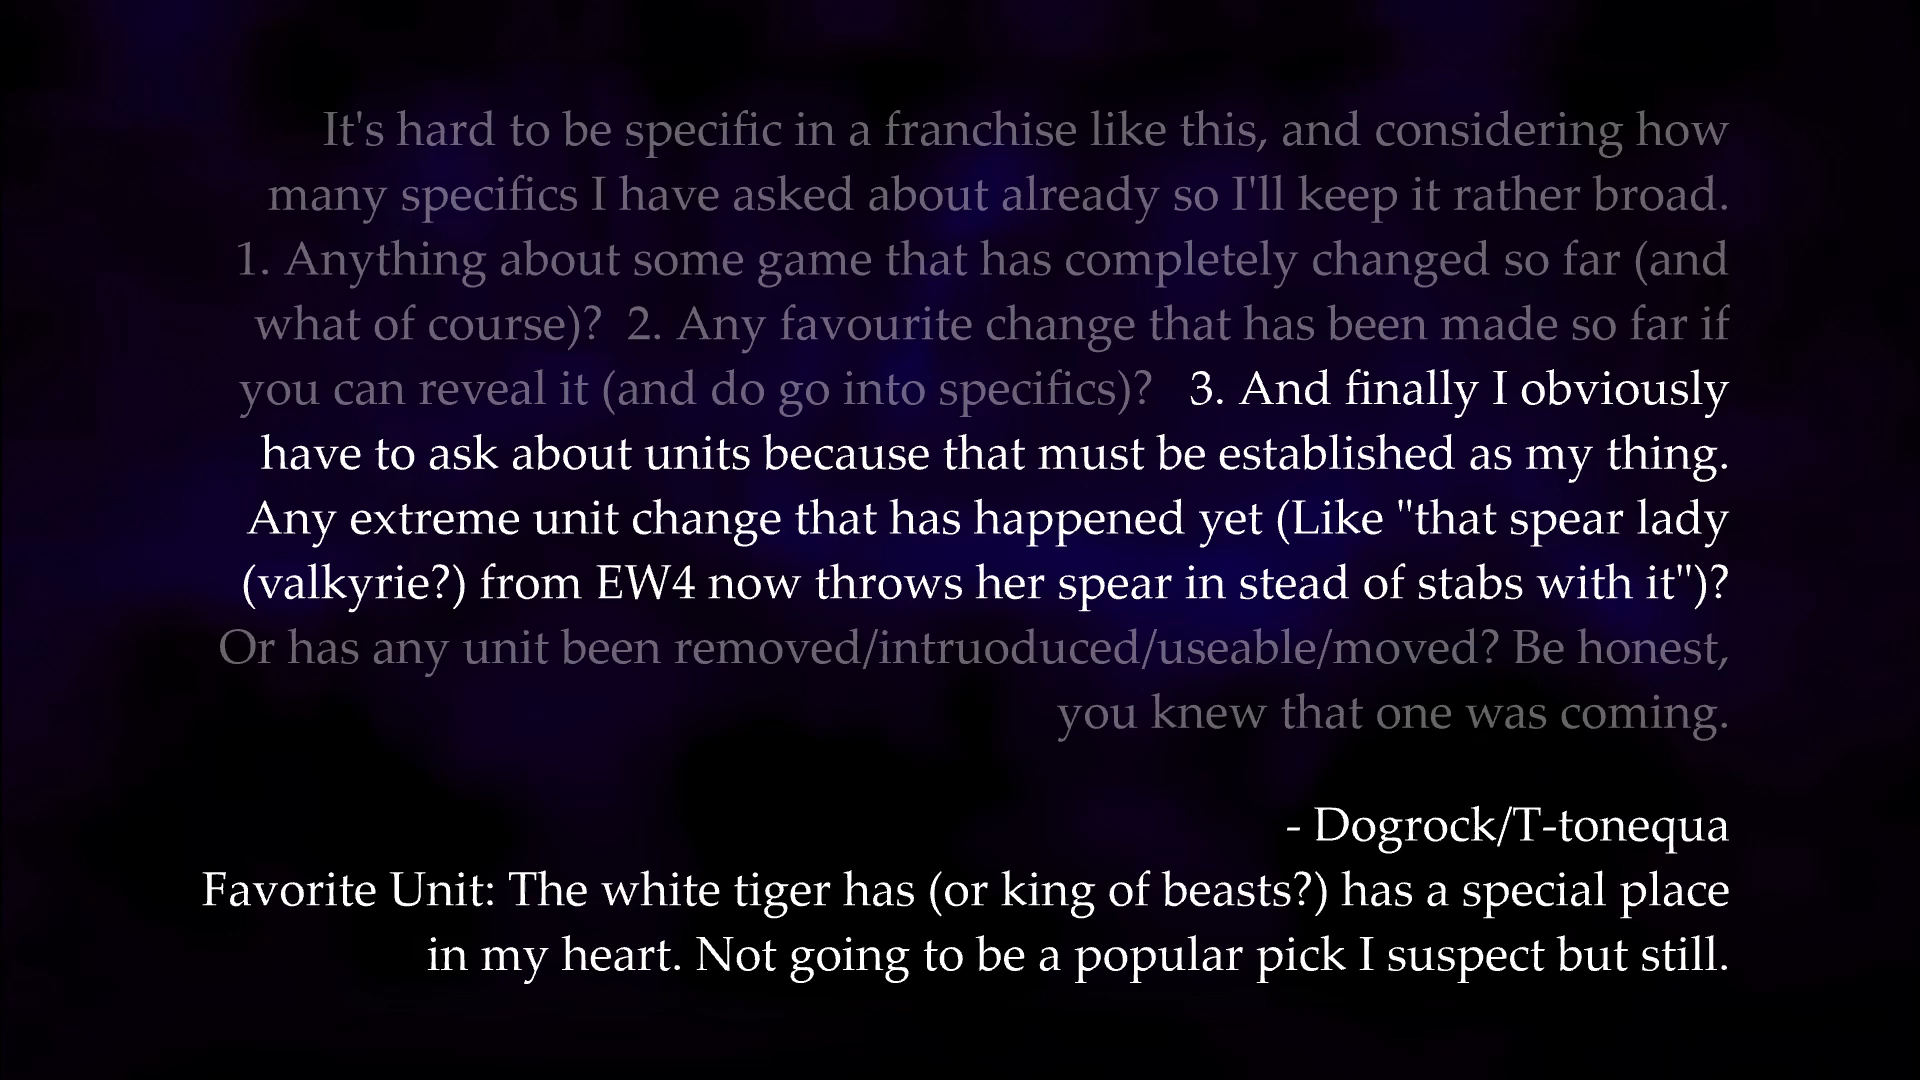 It's hard to be specific in a franchise like this, and considering how
many specifics I have asked about already so I'll keep it rather broad.
1. Anything about some game that has completely changed so far (and
what of course)?  2. Any favourite change that has been made so far if
you can reveal it (and do go into specifics)?   3. And finally I obviously
have to ask about units because that must be established as my thing.
Any extreme unit change that has happened yet (Like "that spear lady
(valkyrie?) from EW4 now throws her spear in stead of stabs with it")?
Or has any unit been removed/intruoduced/useable/moved? Be honest,
you knew that one was coming.
- Dogrock/T-tonequa
Favorite Unit: The white tiger has (or king of beasts?) has a special place
in my heart. Not going to be a popular pick I suspect but still.